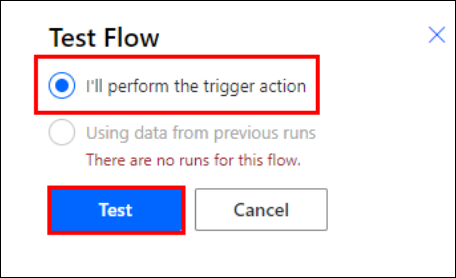 Test Flow
I'll perform the trigger action
Using data from previous runs
There are no runs for this flow.
Test
Cancel